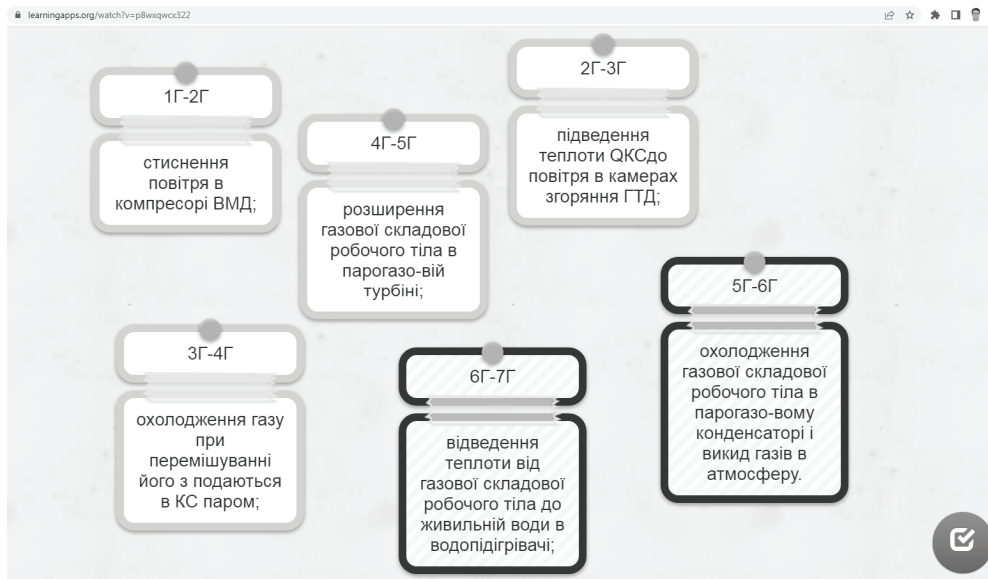 learningapps.org/watch?v=p8wxqwcx322
1Г-2Г
стиснення
повітря в
компресорі ВМД;
4Г-5Г
розширення
газової складової
робочого тіла в
парогазо-вій
турбіні;
2Г-3Г
підведення
теплоти QКСдо
повітря в камерах
згоряння ГТД;
3Г-4Г
охолодження газу
при
перемішуванні
його з подаються
в КС паром;
6Г-7Г
відведення
теплоти від
газової складової
робочого тіла до
живильній води в
водопідігрівачі;
5Г-6Г
охолодження
газової складової
робочого тіла в
парогазо-вому
конденсаторі і
викид газів в
атмосферу.